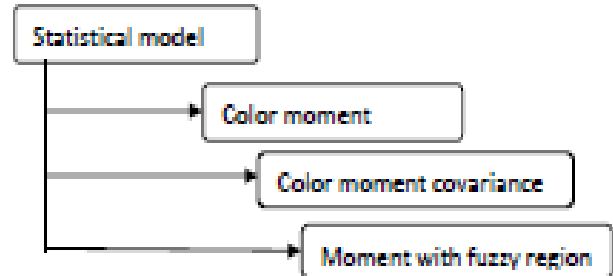 Statistical model
Color moment
Color moment covariance
Moment with fuzzy region